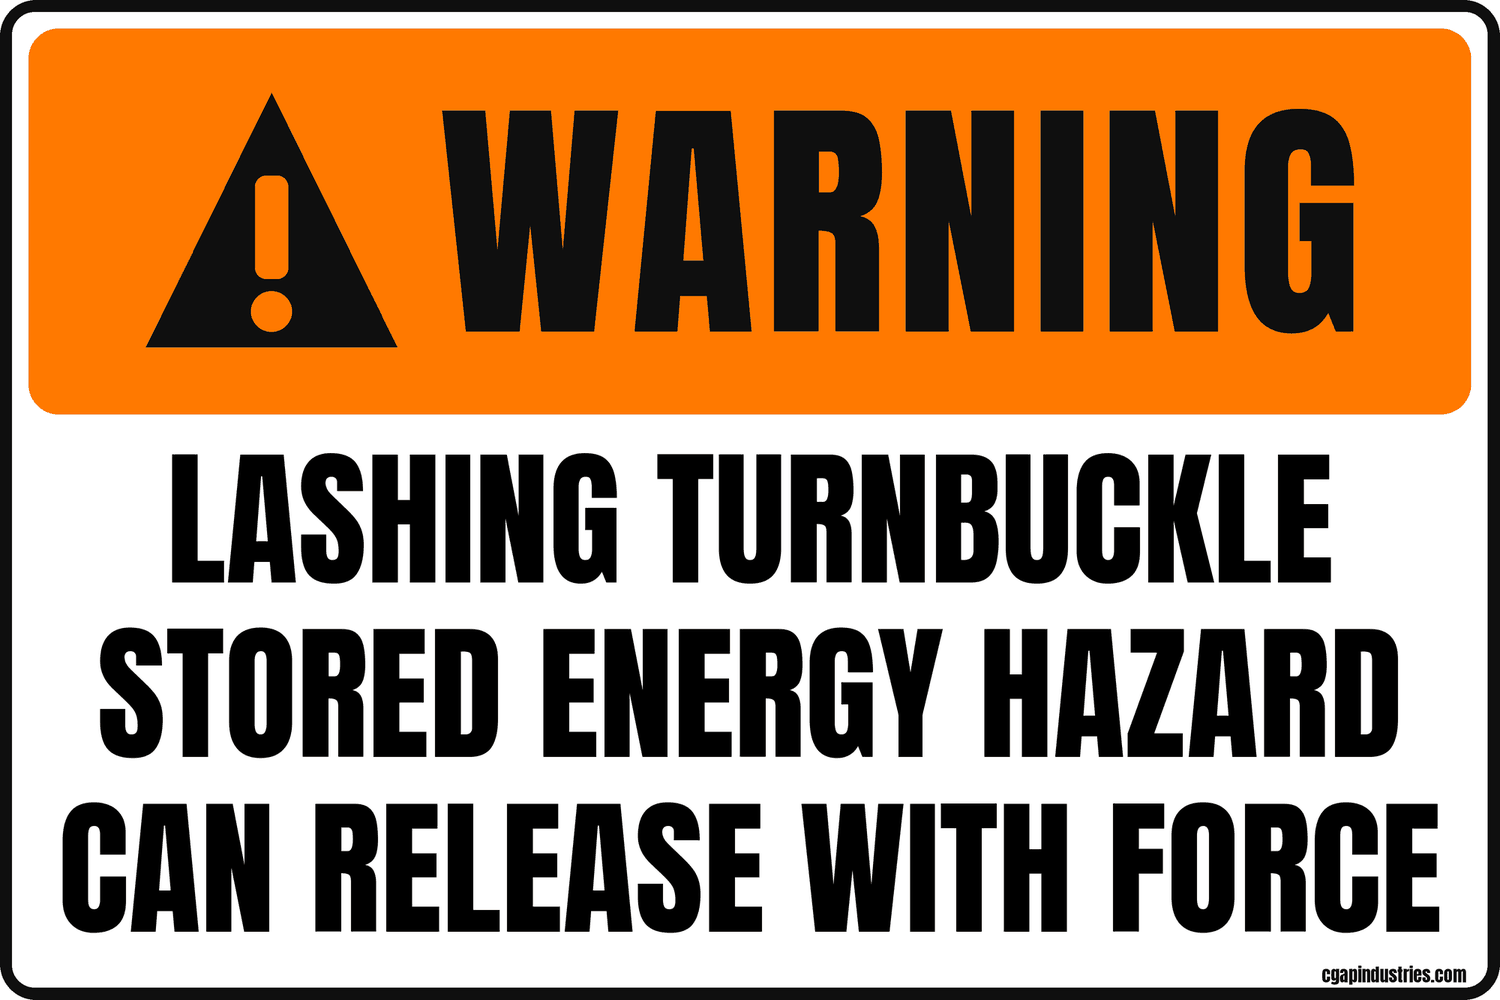 WARNING
LASHING TURNBUCKLE
STORED ENERGY HAZARD
CAN RELEASE WITH FORCE
cgapindustries.com